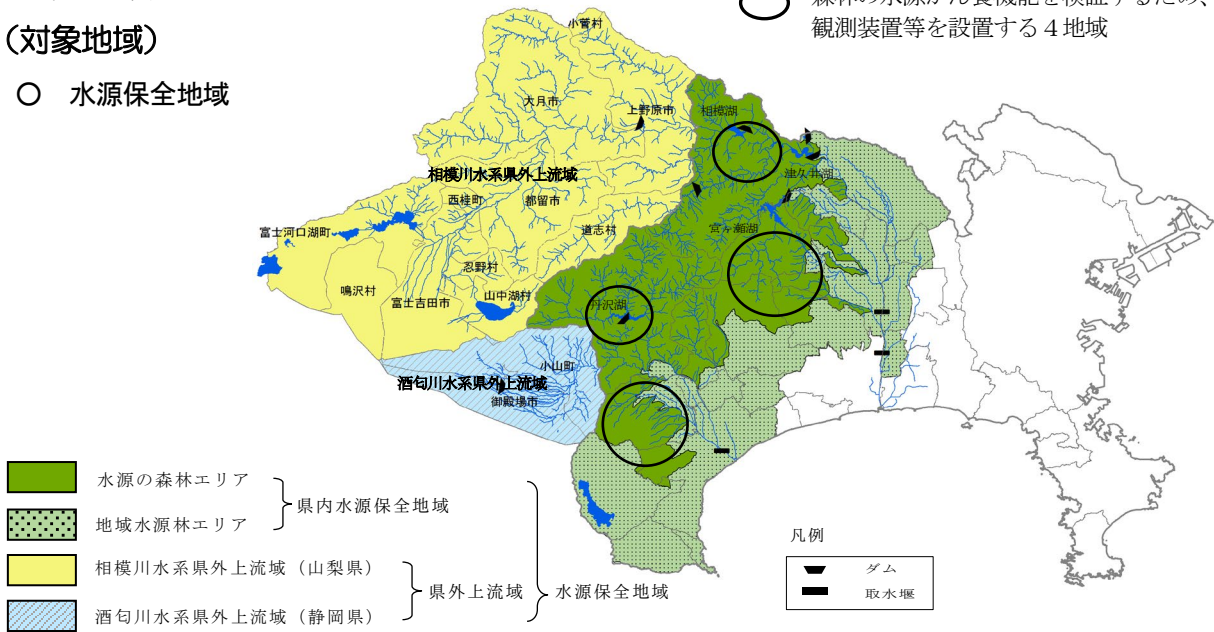 (対象地域)
○ 水源保全地域
森林の水源かん養機能を検証するため、
観測装置等を設置する4地域
小菅村
大月市
上野原市
相模湖
津久井湖
相模川水系県外上流域
西桂町
都留市
道志村
宮ヶ瀬湖
富士河口湖町
忍野村
鳴沢村
富士吉田市
山中湖村
丹沢湖
小山町
酒匂川水系県外上流域
御殿場市
水源の森林エリア
地域水源林エリア
県内水源保全地域
相模川水系県外上流域(山梨県)
酒匂川水系県外上流域(静岡県)
県外上流域
水源保全地域
凡例
ダム
取水堰